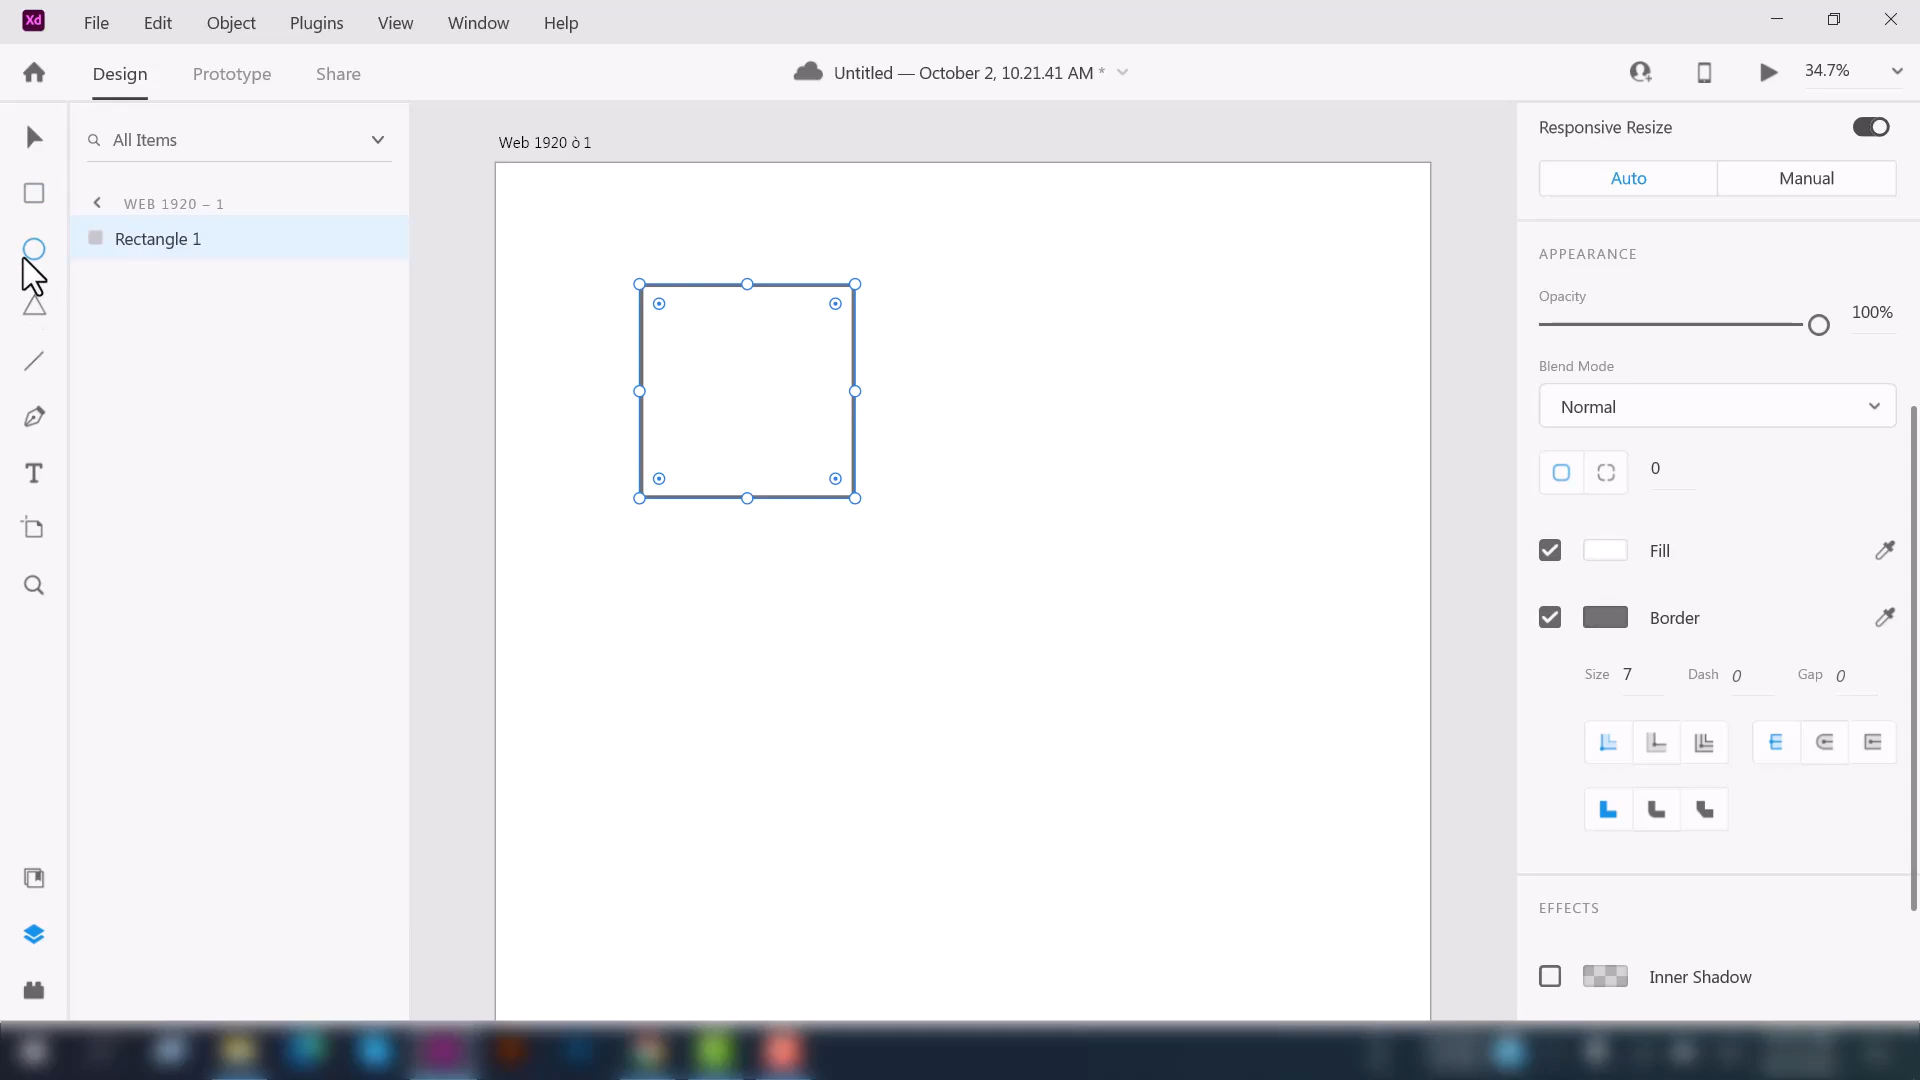 Xd File Edit Object Plugins View Window Help
Design Prototype Share Untitled — October 2, 10.21.41 AM * 34.7%
All Items
WEB 1920 – 1
Rectangle 1
Web 1920 ò 1
Responsive Resize
Auto Manual
APPEARANCE
Opacity
100%
Blend Mode
Normal
0
Fill
Border
Size 7 Dash 0 Gap 0
EFFECTS
Inner Shadow